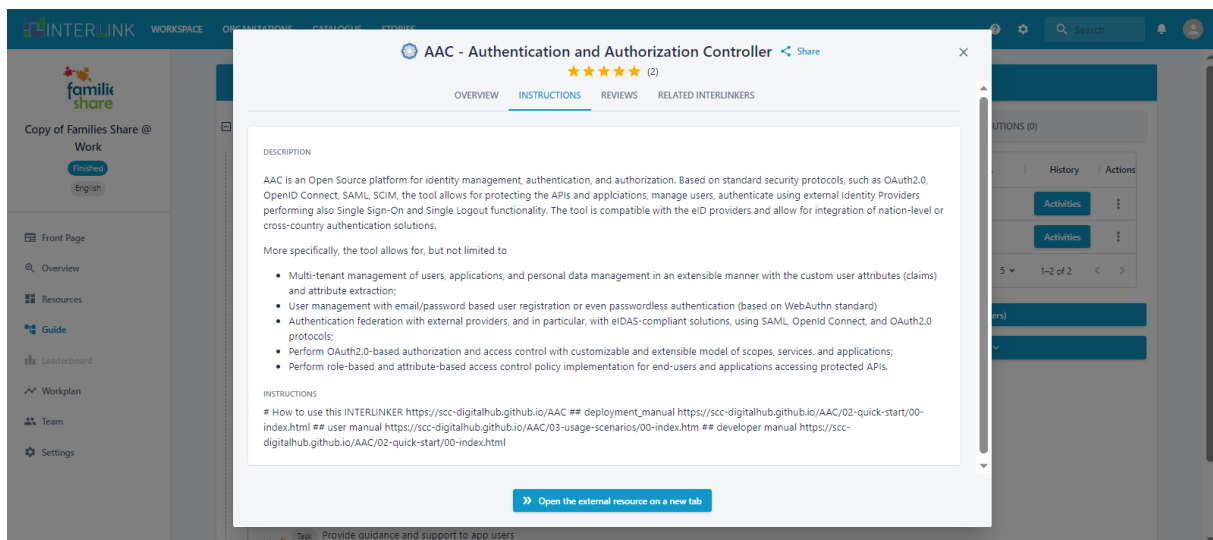 INTERLINK WORKSPACE ORGANIZATIONS CATALOGUE STORIES Search
families
share
Copy of Families Share @
Work
Finished
English
Front Page
Overview
Resources
Guide
Leaderboard
Workplan
Team
Settings
AAC - Authentication and Authorization Controller Share
(2)
OVERVIEW INSTRUCTIONS REVIEWS RELATED INTERLINKERS
DESCRIPTION
AAC is an Open Source platform for identity management, authentication, and authorization. Based on standard security protocols, such as OAuth2.0,
OpenID Connect, SAML, SCIM, the tool allows for protecting the APIs and applciations, manage users, authenticate using external Identity Providers
performing also Single Sign-On and Single Logout functionality. The tool is compatible with the eID providers and allow for integration of nation-level or
cross-country authentication solutions.
More specifically, the tool allows for, but not limited to
• Multi-tenant management of users, applications, and personal data management in an extensible manner with the custom user attributes (claims)
and attribute extraction;
• User management with email/password based user registration or even passwordless authentication (based on WebAuthn standard)
• Authentication federation with external providers, and in particular, with eIDAS-compliant solutions, using SAML, OpenId Connect, and OAuth2.0
protocols;
• Perform OAuth2.0-based authorization and access control with customizable and extensible model of scopes, services, and applications;
• Perform role-based and attribute-based access control policy implementation for end-users and applications accessing protected APIs.
INSTRUCTIONS
# How to use this INTERLINKER https://scc-digitalhub.github.io/AAC ## deployment_manual https://scc-digitalhub.github.io/AAC/02-quick-start/00-
index.html ## user manual https://scc-digitalhub.github.io/AAC/03-usage-scenarios/00-index.htm ## developer manual https://scc-
digitalhub.github.io/AAC/02-quick-start/00-index.html
Open the external resource on a new tab
UTIONS (0)
History Actions
Activities
Activities
5 1–2 of 2
ers)
Task Provide guidance and support to app users